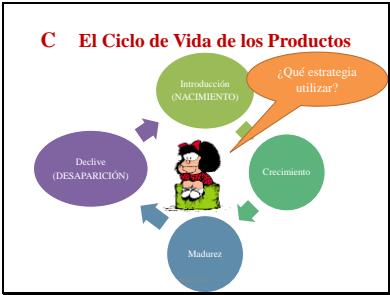 C El Ciclo de Vida de los Productos
Introducción
(NACIMIENTO)
¿Qué estrategia
utilizar?
Crecimiento
Madurez
Declive
(DESAPARICIÓN)